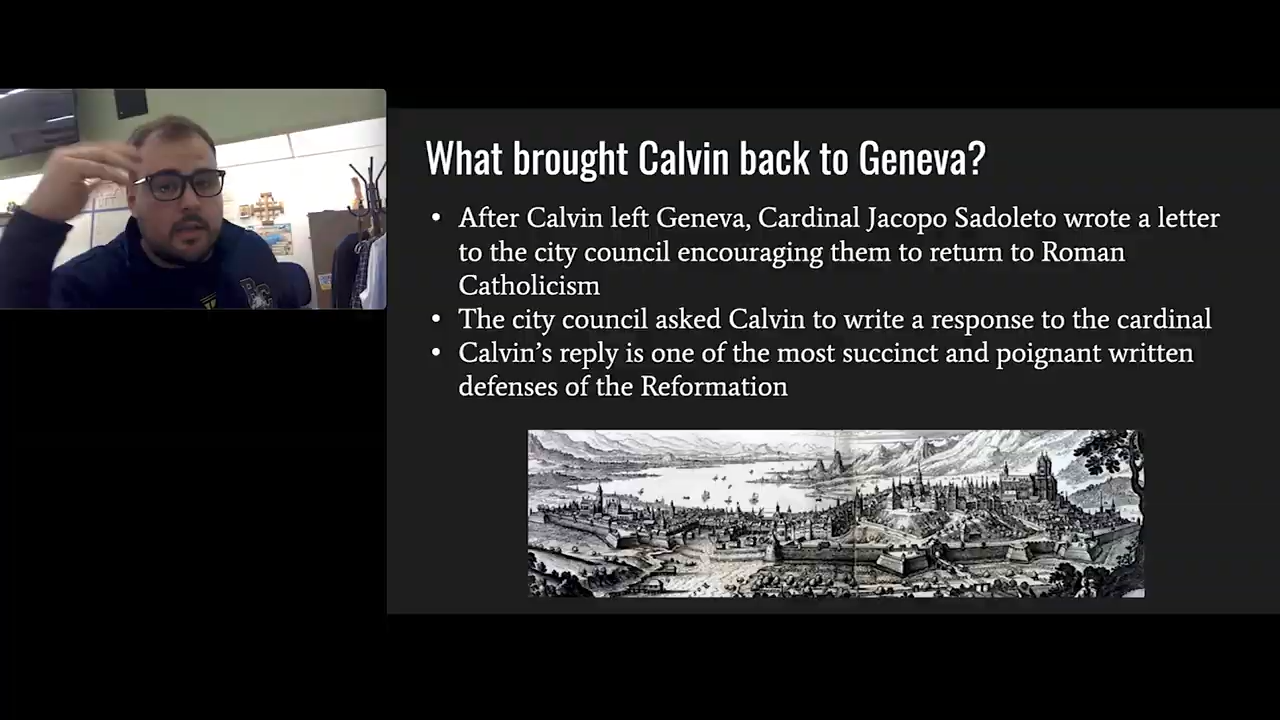 What brought Calvin back to Geneva?
• After Calvin left Geneva, Cardinal Jacopo Sadoleto wrote a letter
to the city council encouraging them to return to Roman
Catholicism
• The city council asked Calvin to write a response to the cardinal
• Calvin’s reply is one of the most succinct and poignant written
defenses of the Reformation